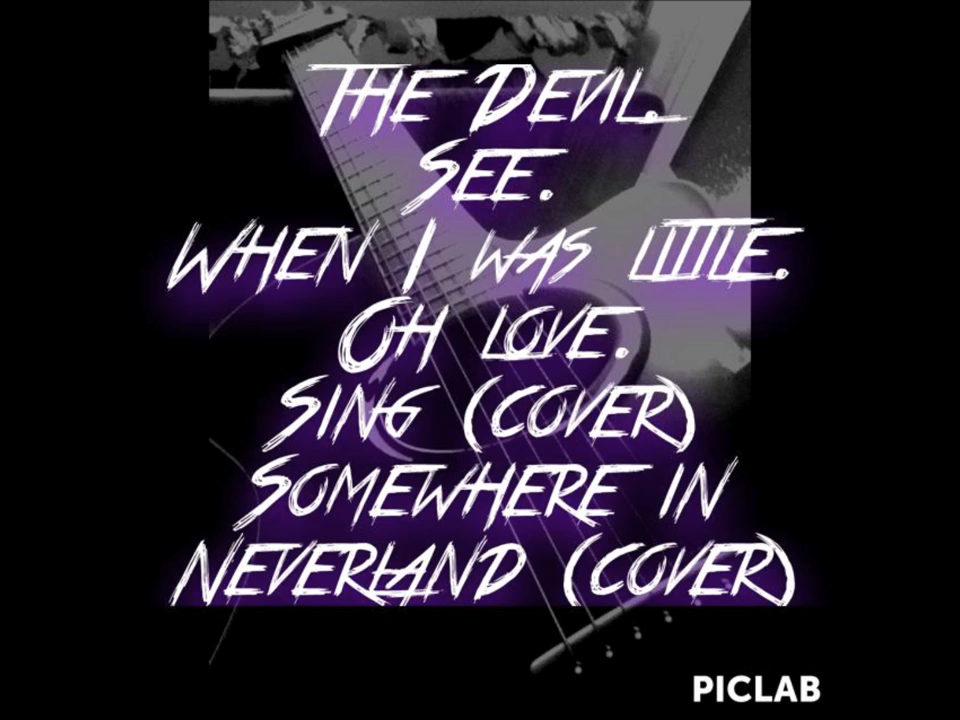 The Devil.
See.
When I was little.
Oh love.
Sing (cover)
Somewhere in
Neverland (cover)
PICLAB